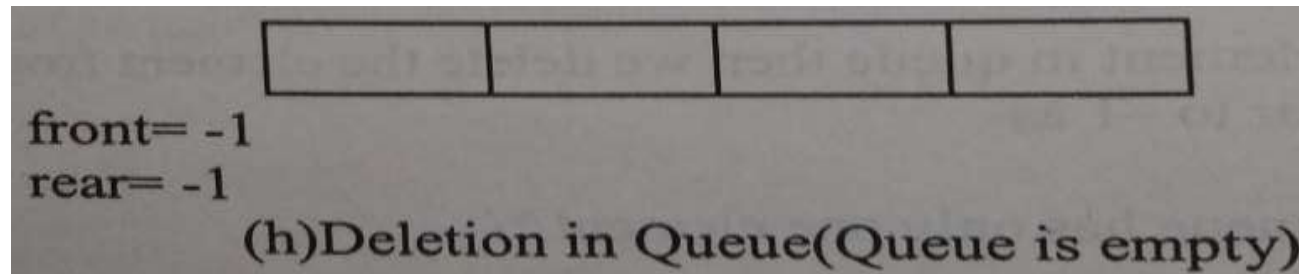 front= -1
rear= -1
(h)Deletion in Queue(Queue is empty)